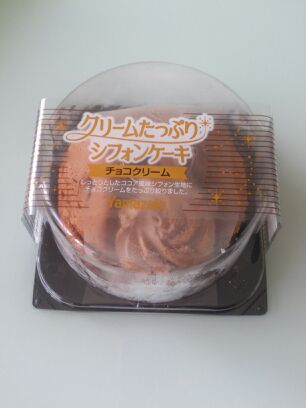 クリームたっぷり
シフォンケーキ
チョコクリーム
しっとりとしたココア風味シフォン生地に
チョコクリームをたっぷり絞りました。
Yamazaki